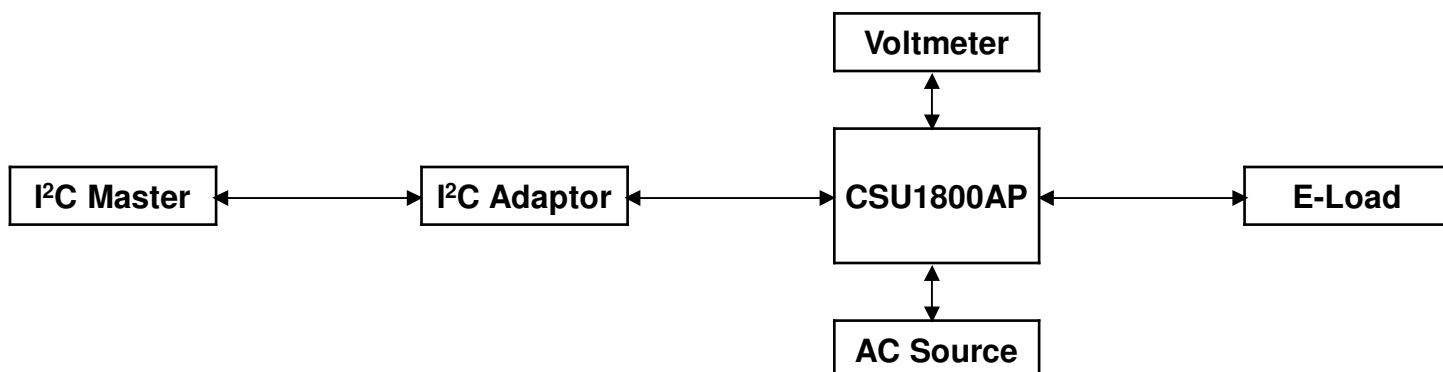 Voltmeter
I²C Master
I²C Adaptor
CSU1800AP
E-Load
AC Source